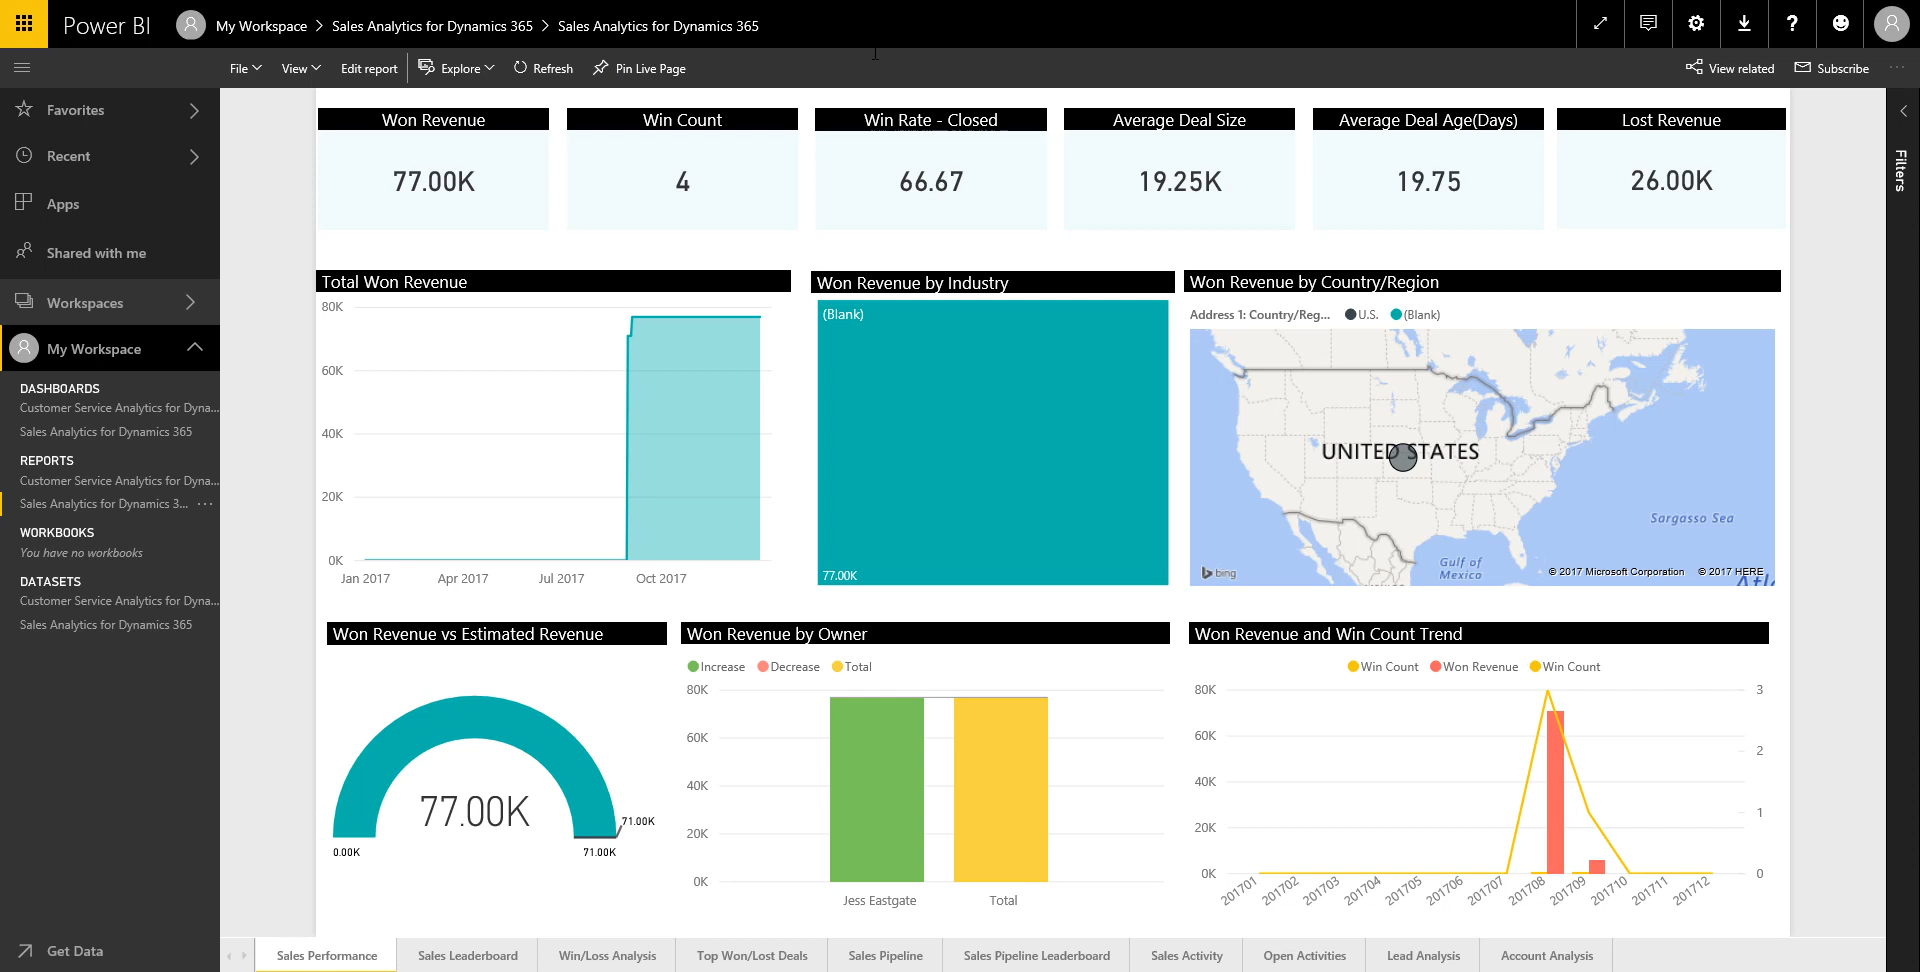 Power BI
My Workspace > Sales Analytics for Dynamics 365 > Sales Analytics for Dynamics 365
File View Edit report Explore Refresh Pin Live Page View related Subscribe
Favorites
Recent
Apps
Shared with me
Workspaces
My Workspace
DASHBOARDS
Customer Service Analytics for Dyna...
Sales Analytics for Dynamics 365
REPORTS
Customer Service Analytics for Dyna...
Sales Analytics for Dynamics 3... ...
WORKBOOKS
You have no workbooks
DATASETS
Customer Service Analytics for Dyna...
Sales Analytics for Dynamics 365
Get Data
Filters
Won Revenue Win Count Win Rate - Closed Average Deal Size Average Deal Age(Days) Lost Revenue
77.00K 4 66.67 19.25K 19.75 26.00K
Total Won Revenue
80K
60K
40K
20K
0K
Jan 2017 Apr 2017 Jul 2017 Oct 2017
Won Revenue by Industry
(Blank)
77.00K
Won Revenue by Country/Region
Address 1: Country/Reg... U.S. (Blank)
UNITED STATES
Sargasso Sea
Gulf of
Mexico
bing
© 2017 Microsoft Corporation © 2017 HERE
Won Revenue vs Estimated Revenue
77.00K
71.00K
0.00K 71.00K
Won Revenue by Owner
Increase Decrease Total
80K
60K
40K
20K
0K
Jess Eastgate Total
Won Revenue and Win Count Trend
Win Count Won Revenue Win Count
80K 3
60K
2
40K
1
20K
0K 0
201701 201702 201703 201704 201705 201706 201707 201708 201709 201710 201711 201712
Sales Performance Sales Leaderboard Win/Loss Analysis Top Won/Lost Deals Sales Pipeline Sales Pipeline Leaderboard Sales Activity Open Activities Lead Analysis Account Analysis